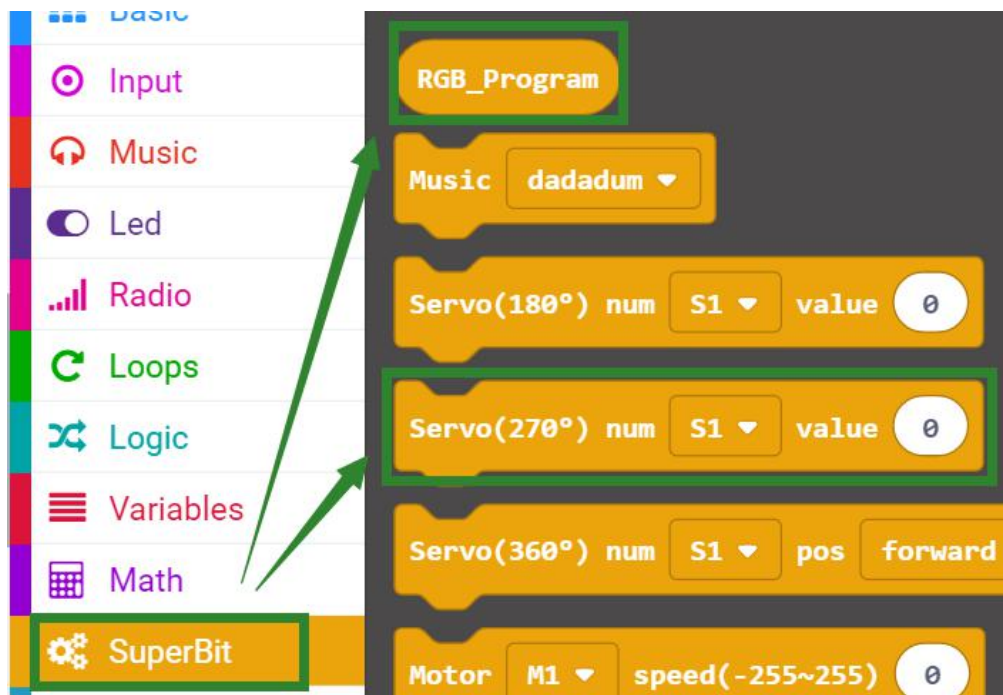 Basic
Input
Music
Led
Radio
Loops
Logic
Variables
Math
SuperBit
RGB_Program
Music dadadum
Servo(180°) num S1 value 0
Servo(270°) num S1 value 0
Servo(360°) num S1 pos forward
Motor M1 speed(-255~255) 0